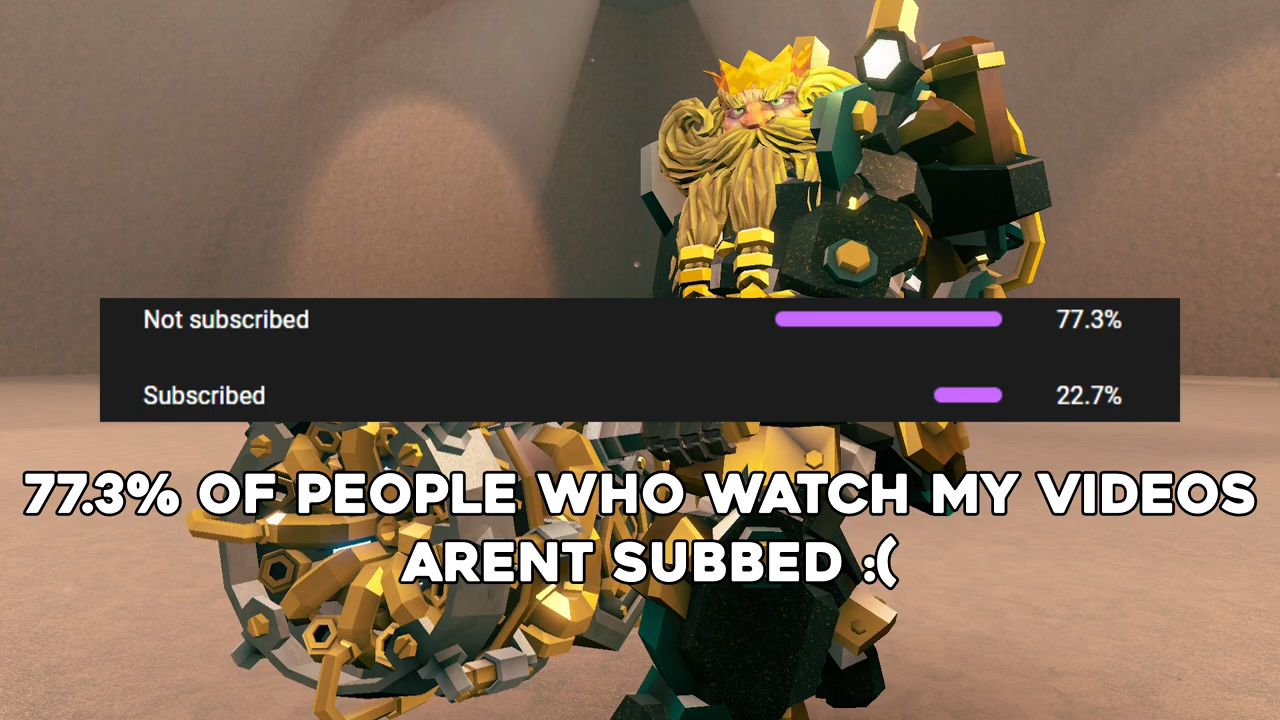 Not subscribed 77.3%
Subscribed 22.7%
77.3% OF PEOPLE WHO WATCH MY VIDEOS
ARENT SUBBED :(